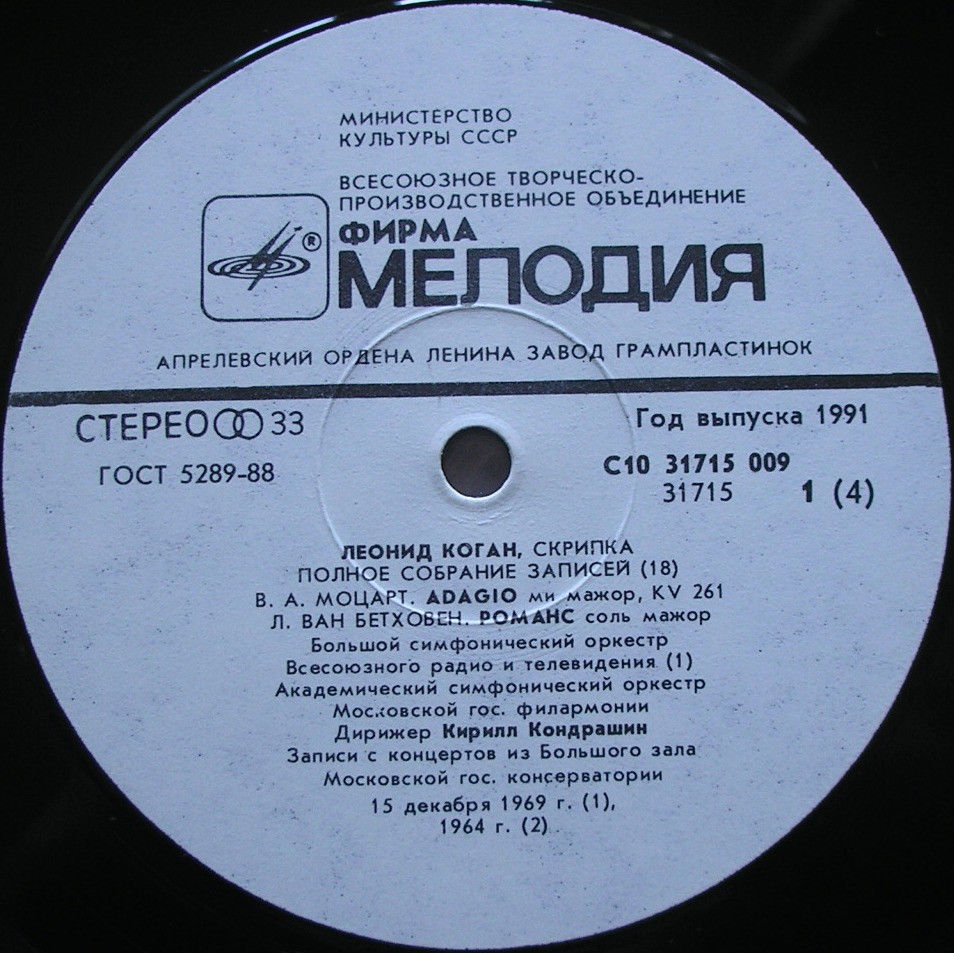 МИНИСТЕРСТВО
КУЛЬТУРЫ СССР
ВСЕСОЮЗНОЕ ТВОРЧЕСКО-
ПРОИЗВОДСТВЕННОЕ ОБЪЕДИНЕНИЕ
ФИРМА
®
МЕЛОДИЯ
АПРЕЛЕВСКИЙ ОРДЕНА ЛЕНИНА ЗАВОД ГРАМПЛАСТИНОК
СТЕРЕО 33
Год выпуска 1991
ГОСТ 5289-88
С10 31715 009
31715 1 (4)
ЛЕОНИД КОГАН, СКРИПКА
ПОЛНОЕ СОБРАНИЕ ЗАПИСЕЙ (18)
В. А. МОЦАРТ. ADAGIO ми мажор, KV 261
Л. ВАН БЕТХОВЕН. РОМАНС соль мажор
Большой симфонический оркестр
Всесоюзного радио и телевидения (1)
Академический симфонический оркестр
Московской гос. филармонии
Дирижер Кирилл Кондрашин
Записи с концертов из Большого зала
Московской гос. консерватории
15 декабря 1969 г. (1),
1964 г. (2)